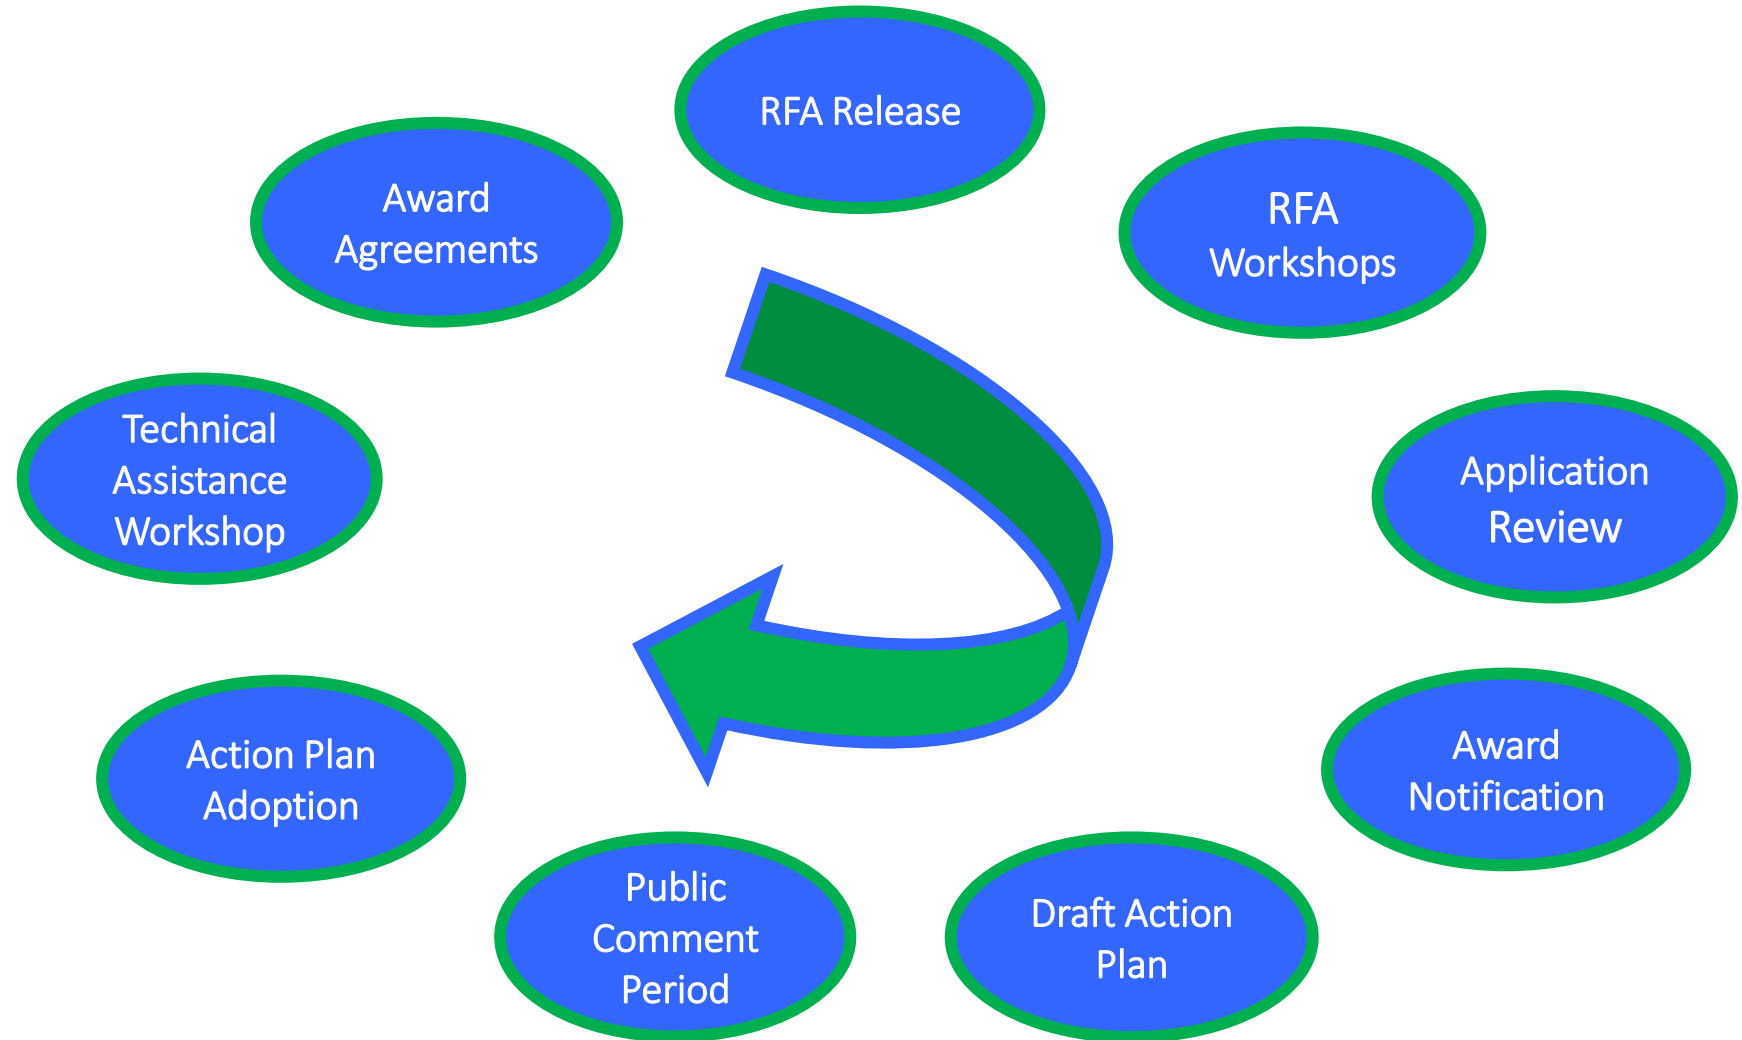 RFA Release
RFA
Workshops
Application
Review
Award
Notification
Draft Action
Plan
Public
Comment
Period
Action Plan
Adoption
Technical
Assistance
Workshop
Award
Agreements